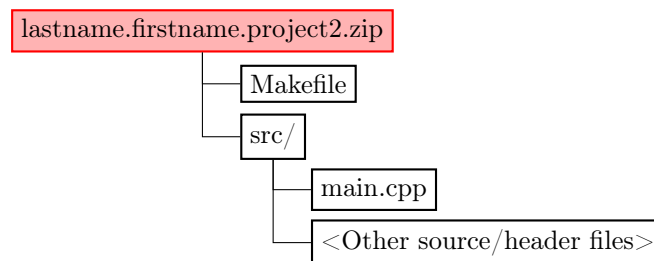 lastname.firstname.project2.zip
Makefile
src/
main.cpp
<Other source/header files>